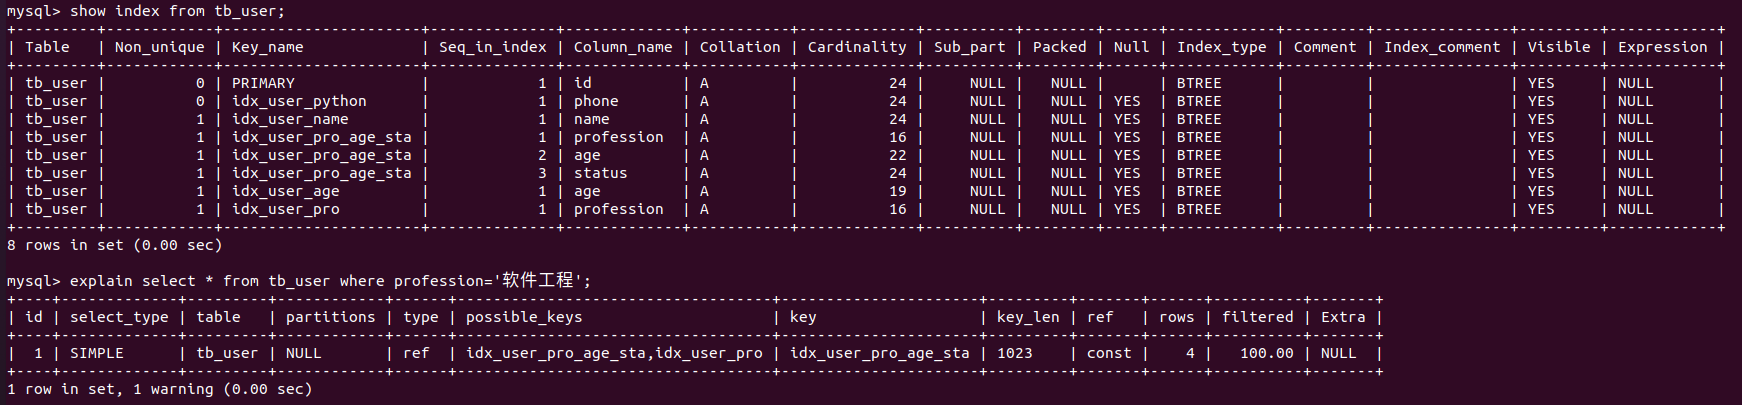 mysql> show index from tb_user;
+---------+------------+----------------------+--------------+-------------+-----------+-------------+----------+--------+------+------------+---------+---------------+---------+------------+
| Table   | Non_unique | Key_name             | Seq_in_index | Column_name | Collation | Cardinality | Sub_part | Packed | Null | Index_type | Comment | Index_comment | Visible | Expression |
+---------+------------+----------------------+--------------+-------------+-----------+-------------+----------+--------+------+------------+---------+---------------+---------+------------+
| tb_user |          0 | PRIMARY              |            1 | id          | A         |          24 |     NULL |   NULL |      | BTREE      |         |               | YES     | NULL       |
| tb_user |          0 | idx_user_python      |            1 | phone       | A         |          24 |     NULL |   NULL | YES  | BTREE      |         |               | YES     | NULL       |
| tb_user |          1 | idx_user_name        |            1 | name        | A         |          24 |     NULL |   NULL | YES  | BTREE      |         |               | YES     | NULL       |
| tb_user |          1 | idx_user_pro_age_sta |            1 | profession  | A         |          16 |     NULL |   NULL | YES  | BTREE      |         |               | YES     | NULL       |
| tb_user |          1 | idx_user_pro_age_sta |            2 | age         | A         |          22 |     NULL |   NULL | YES  | BTREE      |         |               | YES     | NULL       |
| tb_user |          1 | idx_user_pro_age_sta |            3 | status      | A         |          24 |     NULL |   NULL | YES  | BTREE      |         |               | YES     | NULL       |
| tb_user |          1 | idx_user_age         |            1 | age         | A         |          19 |     NULL |   NULL | YES  | BTREE      |         |               | YES     | NULL       |
| tb_user |          1 | idx_user_pro         |            1 | profession  | A         |          16 |     NULL |   NULL | YES  | BTREE      |         |               | YES     | NULL       |
+---------+------------+----------------------+--------------+-------------+-----------+-------------+----------+--------+------+------------+---------+---------------+---------+------------+
8 rows in set (0.00 sec)
mysql> explain select * from tb_user where profession='软件工程';
+----+-------------+---------+------------+------+-----------------------------------+----------------------+---------+-------+------+----------+-------+
| id | select_type | table   | partitions | type | possible_keys                     | key                  | key_len | ref   | rows | filtered | Extra |
+----+-------------+---------+------------+------+-----------------------------------+----------------------+---------+-------+------+----------+-------+
|  1 | SIMPLE      | tb_user | NULL       | ref  | idx_user_pro_age_sta,idx_user_pro | idx_user_pro_age_sta | 1023    | const |    4 |   100.00 | NULL  |
+----+-------------+---------+------------+------+-----------------------------------+----------------------+---------+-------+------+----------+-------+
1 row in set, 1 warning (0.00 sec)